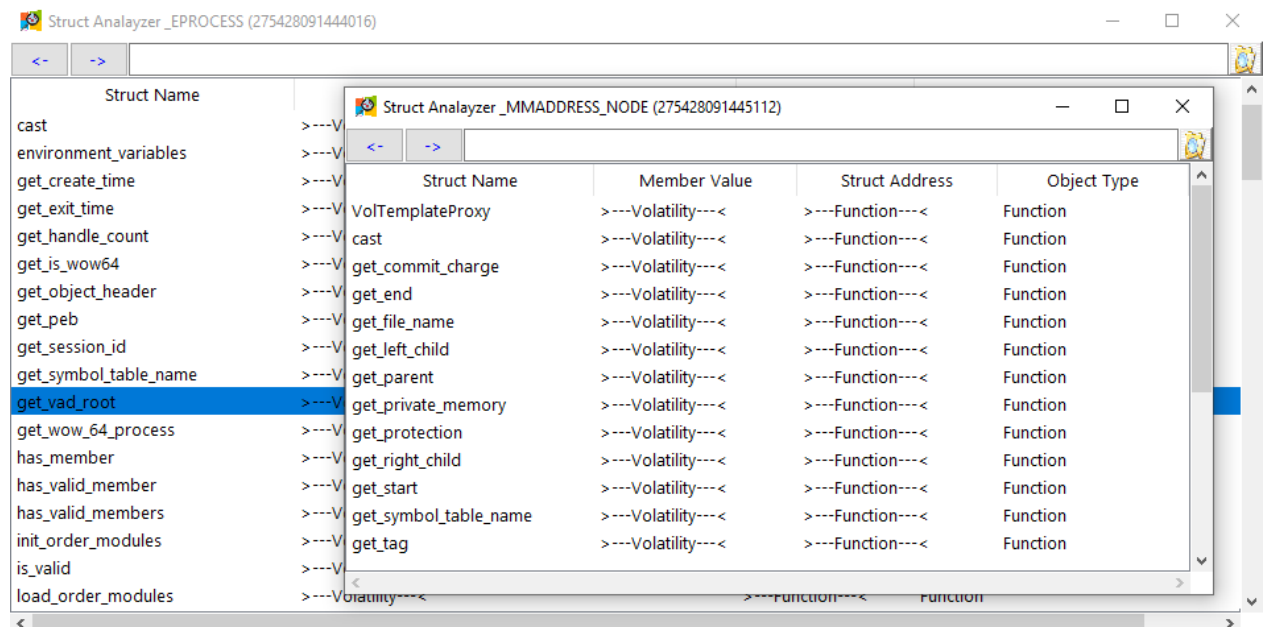 Struct Analayzer _EPROCESS (275428091444016)
<- ->
Struct Name
cast >---V
environment_variables >---V
get_create_time >---V
get_exit_time >---V
get_handle_count >---V
get_is_wow64 >---V
get_object_header >---V
get_peb >---V
get_session_id >---V
get_symbol_table_name >---V
get_vad_root >---V
get_wow_64_process >---V
has_member >---V
has_valid_member >---V
has_valid_members >---V
init_order_modules >---V
is_valid >---V
load_order_modules >---Volatility---< >---Function---< Function
Struct Analayzer _MMADDRESS_NODE (275428091445112)
<- ->
Struct Name Member Value Struct Address Object Type
VolTemplateProxy >---Volatility---< >---Function---< Function
cast >---Volatility---< >---Function---< Function
get_commit_charge >---Volatility---< >---Function---< Function
get_end >---Volatility---< >---Function---< Function
get_file_name >---Volatility---< >---Function---< Function
get_left_child >---Volatility---< >---Function---< Function
get_parent >---Volatility---< >---Function---< Function
get_private_memory >---Volatility---< >---Function---< Function
get_protection >---Volatility---< >---Function---< Function
get_right_child >---Volatility---< >---Function---< Function
get_start >---Volatility---< >---Function---< Function
get_symbol_table_name >---Volatility---< >---Function---< Function
get_tag >---Volatility---< >---Function---< Function